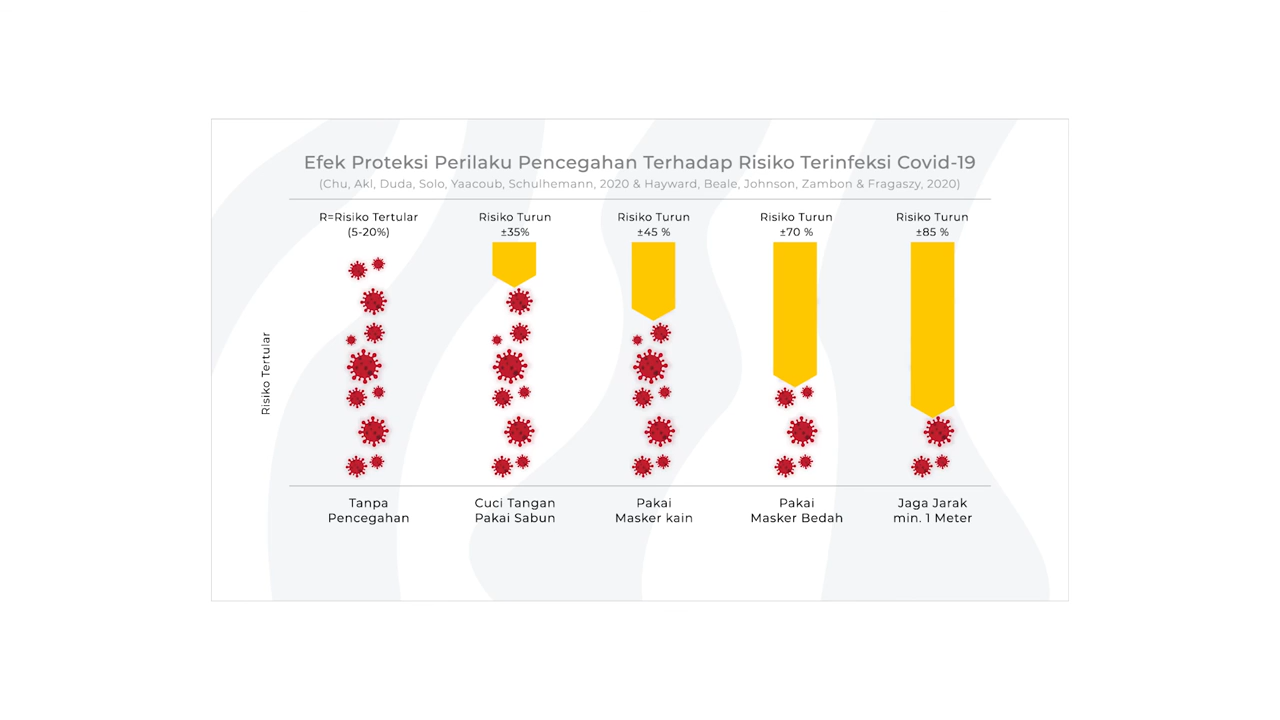 Efek Proteksi Perilaku Pencegahan Terhadap Risiko Terinfeksi Covid-19
(Chu, Akl, Duda, Solo, Yaacoub, Schulhemann, 2020 & Hayward, Beale, Johnson, Zambon & Fragaszy, 2020)
R=Risiko Tertular
(5-20%)
Risiko Turun
±35%
Risiko Turun
±45 %
Risiko Turun
±70 %
Risiko Turun
±85 %
Risiko Tertular
Tanpa
Pencegahan
Cuci Tangan
Pakai Sabun
Pakai
Masker kain
Pakai
Masker Bedah
Jaga Jarak
min. 1 Meter